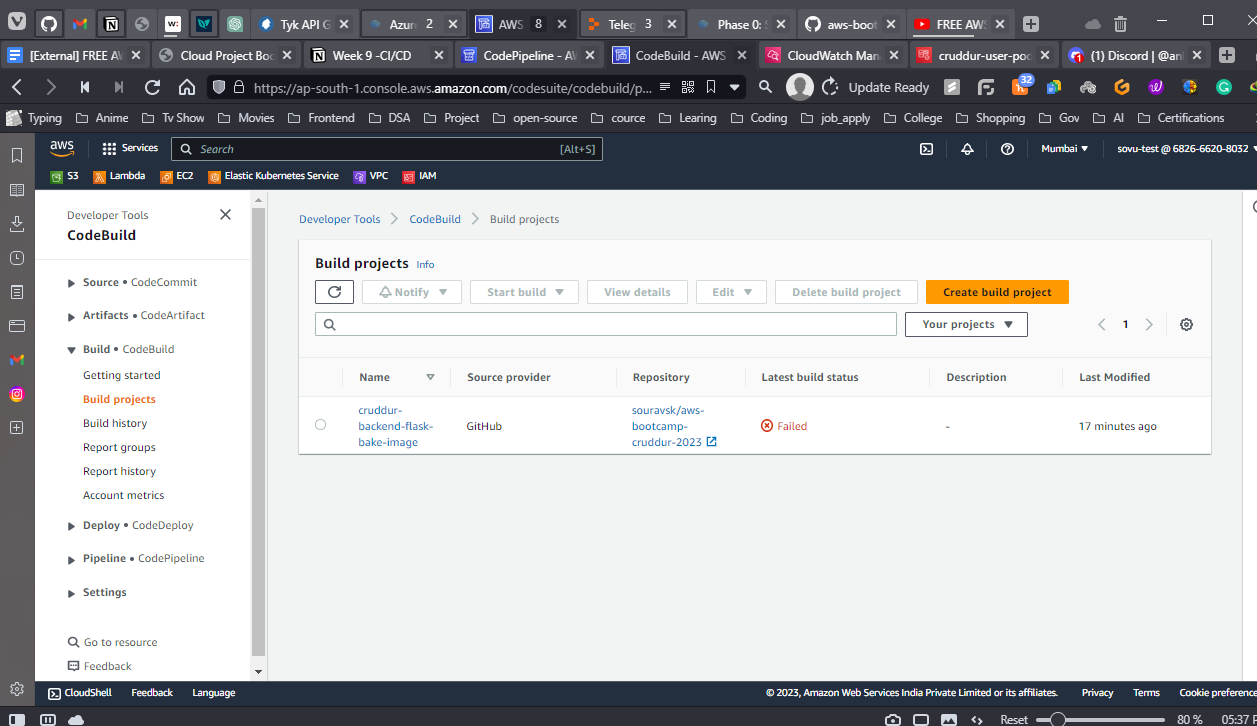 Tyk API G
Azur 2
AWS 8
Teleg 3
Phase 0: S
aws-boot
FREE AWS
[External] FREE AV
Cloud Project Boo
Week 9 -CI/CD
CodePipeline - A
CodeBuild - AWS
CloudWatch Man
cruddur-user-poo
(1) Discord | @an
https://ap-south-1.console.aws.amazon.com/codesuite/codebuild/p...
Update Ready
32
Typing
Anime
Tv Show
Movies
Frontend
DSA
Project
open-source
cource
Learing
Coding
job_apply
College
Shopping
Gov
AI
Certifications
aws
Services
Search
[Alt+S]
Mumbai
sovu-test @ 6826-6620-8032
S3
Lambda
EC2
Elastic Kubernetes Service
VPC
IAM
Developer Tools
CodeBuild
Source • CodeCommit
Artifacts • CodeArtifact
Build • CodeBuild
Getting started
Build projects
Build history
Report groups
Report history
Account metrics
Deploy • CodeDeploy
Pipeline • CodePipeline
Settings
Go to resource
Feedback
Developer Tools
CodeBuild
Build projects
Build projects Info
Notify
Start build
View details
Edit
Delete build project
Create build project
Your projects
1
Name
Source provider
Repository
Latest build status
Description
Last Modified
cruddur-
backend-flask-
bake-image
GitHub
souravsk/aws-
bootcamp-
cruddur-2023
Failed
-
17 minutes ago
CloudShell
Feedback
Language
© 2023, Amazon Web Services India Private Limited or its affiliates.
Privacy
Terms
Cookie preference
Reset
80 %
05:37 P